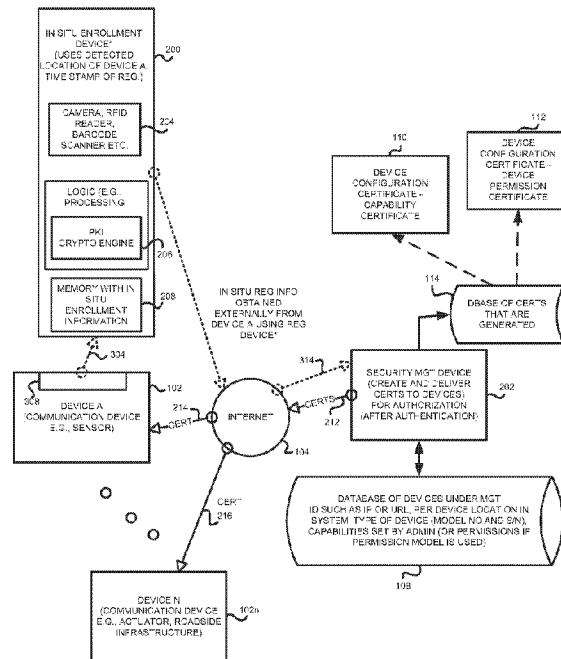 IN SITU ENROLLMENT
DEVICE*
(USES DETECTED
LOCATION OF DEVICE A,
TIME STAMP OF REG.)
200
CAMERA, RFID
READER,
BARCODE
SCANNER ETC.
204
LOGIC (E.G.,
PROCESSING
PKI
CRYPTO ENGINE
206
MEMORY WITH IN
SITU
ENROLLMENT
INFORMATION
208
304
308
102
DEVICE A
(COMMUNICATION DEVICE
E.G., SENSOR)
214
CERT
IN SITU REG INFO
OBTAINED
EXTERNALLY FROM
DEVICE A USING REG
DEVICE*
INTERNET
104
314
CERTS
212
CERT
216
DEVICE N
(COMMUNICATION DEVICE
E.G., ACTUATOR, ROADSIDE
INFRASTRUCTURE)
102n
110
DEVICE
CONFIGURATION
CERTIFICATE -
CAPABILITY
CERTIFICATE
112
DEVICE
CONFIGURATION
CERTIFICATE -
DEVICE
PERMISSION
CERTIFICATE
114
DBASE OF CERTS
THAT ARE
GENERATED
SECURITY MGT DEVICE
(CREATE AND DELIVER
CERTS TO DEVICES)
FOR AUTHORIZATION
(AFTER AUTHENTICATION)
202
DATABASE OF DEVICES UNDER MGT
ID SUCH AS IP OR URL, PER DEVICE LOCATION IN
SYSTEM, TYPE OF DEVICE (MODEL NO AND S/N),
CAPABILITIES SET BY ADMIN (OR PERMISSIONS IF
PERMISSION MODEL IS USED)
108